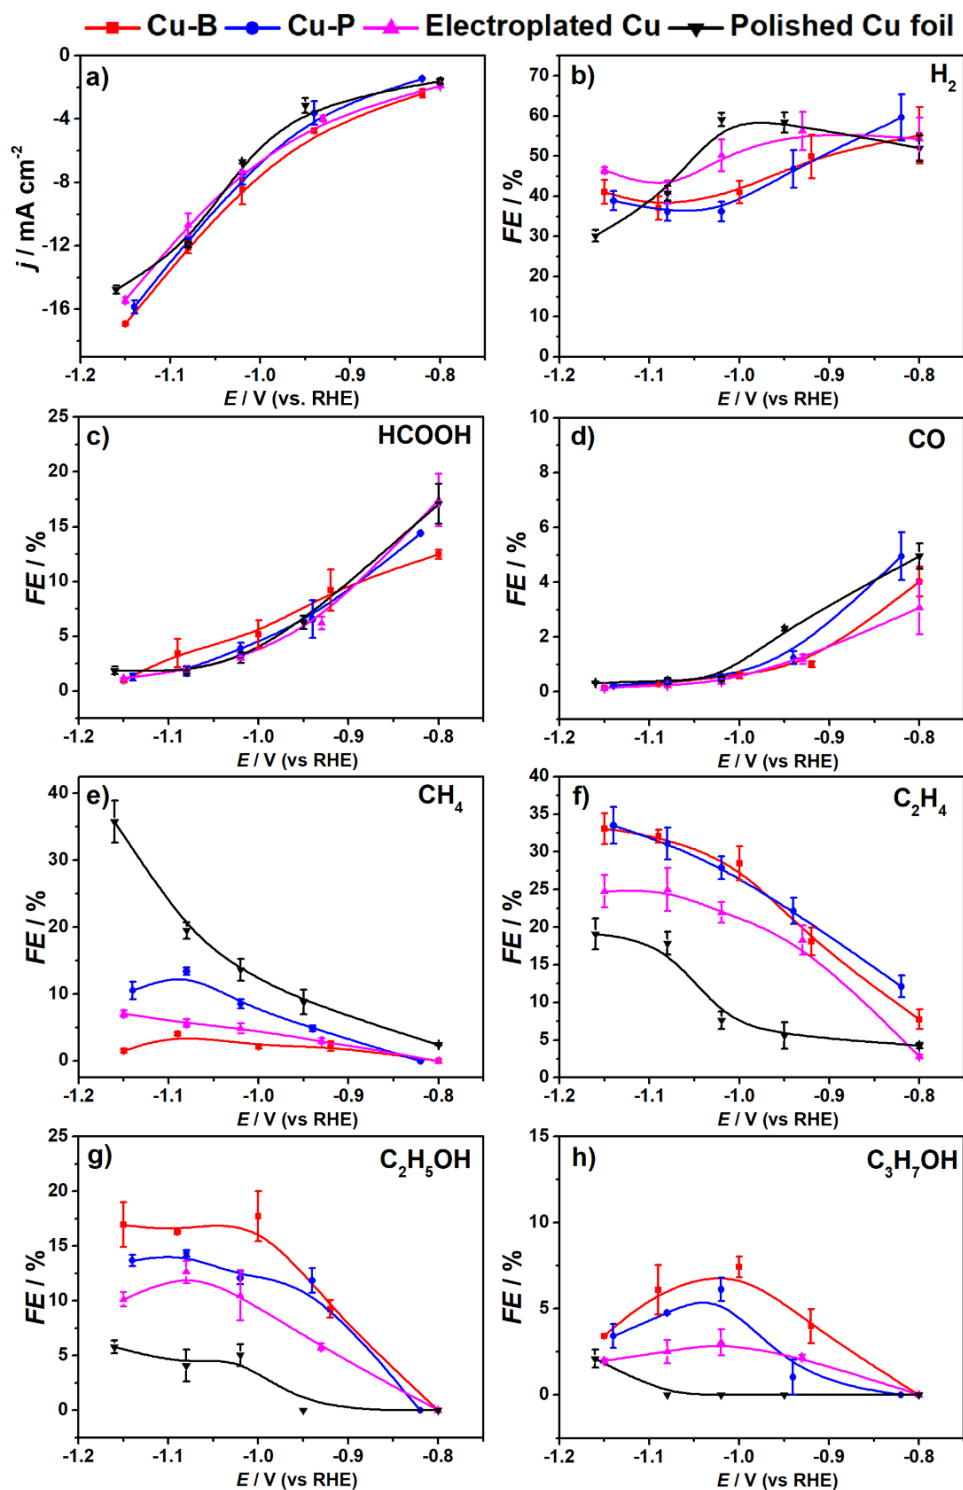 Cu-B Cu-P Electroplated Cu Polished Cu foil
a)
0
-4
-8
-12
-16
j / mA cm-2
-1.2 -1.1 -1.0 -0.9 -0.8
E / V (vs. RHE)
b) H2
75
70
60
50
40
30
20
10
0
FE / %
-1.2 -1.1 -1.0 -0.9 -0.8
E / V (vs RHE)
c) HCOOH
25
20
15
10
5
0
FE / %
-1.2 -1.1 -1.0 -0.9 -0.8
E / V (vs RHE)
d) CO
10
8
6
4
2
0
FE / %
-1.2 -1.1 -1.0 -0.9 -0.8
E / V (vs RHE)
e) CH4
40
30
20
10
0
FE / %
-1.2 -1.1 -1.0 -0.9 -0.8
E / V (vs RHE)
f) C2H4
40
35
30
25
20
15
10
5
0
FE / %
-1.2 -1.1 -1.0 -0.9 -0.8
E / V (vs RHE)
g) C2H5OH
25
20
15
10
5
0
FE / %
-1.2 -1.1 -1.0 -0.9 -0.8
E / V (vs RHE)
h) C3H7OH
15
10
5
0
FE / %
-1.2 -1.1 -1.0 -0.9 -0.8
E / V (vs RHE)